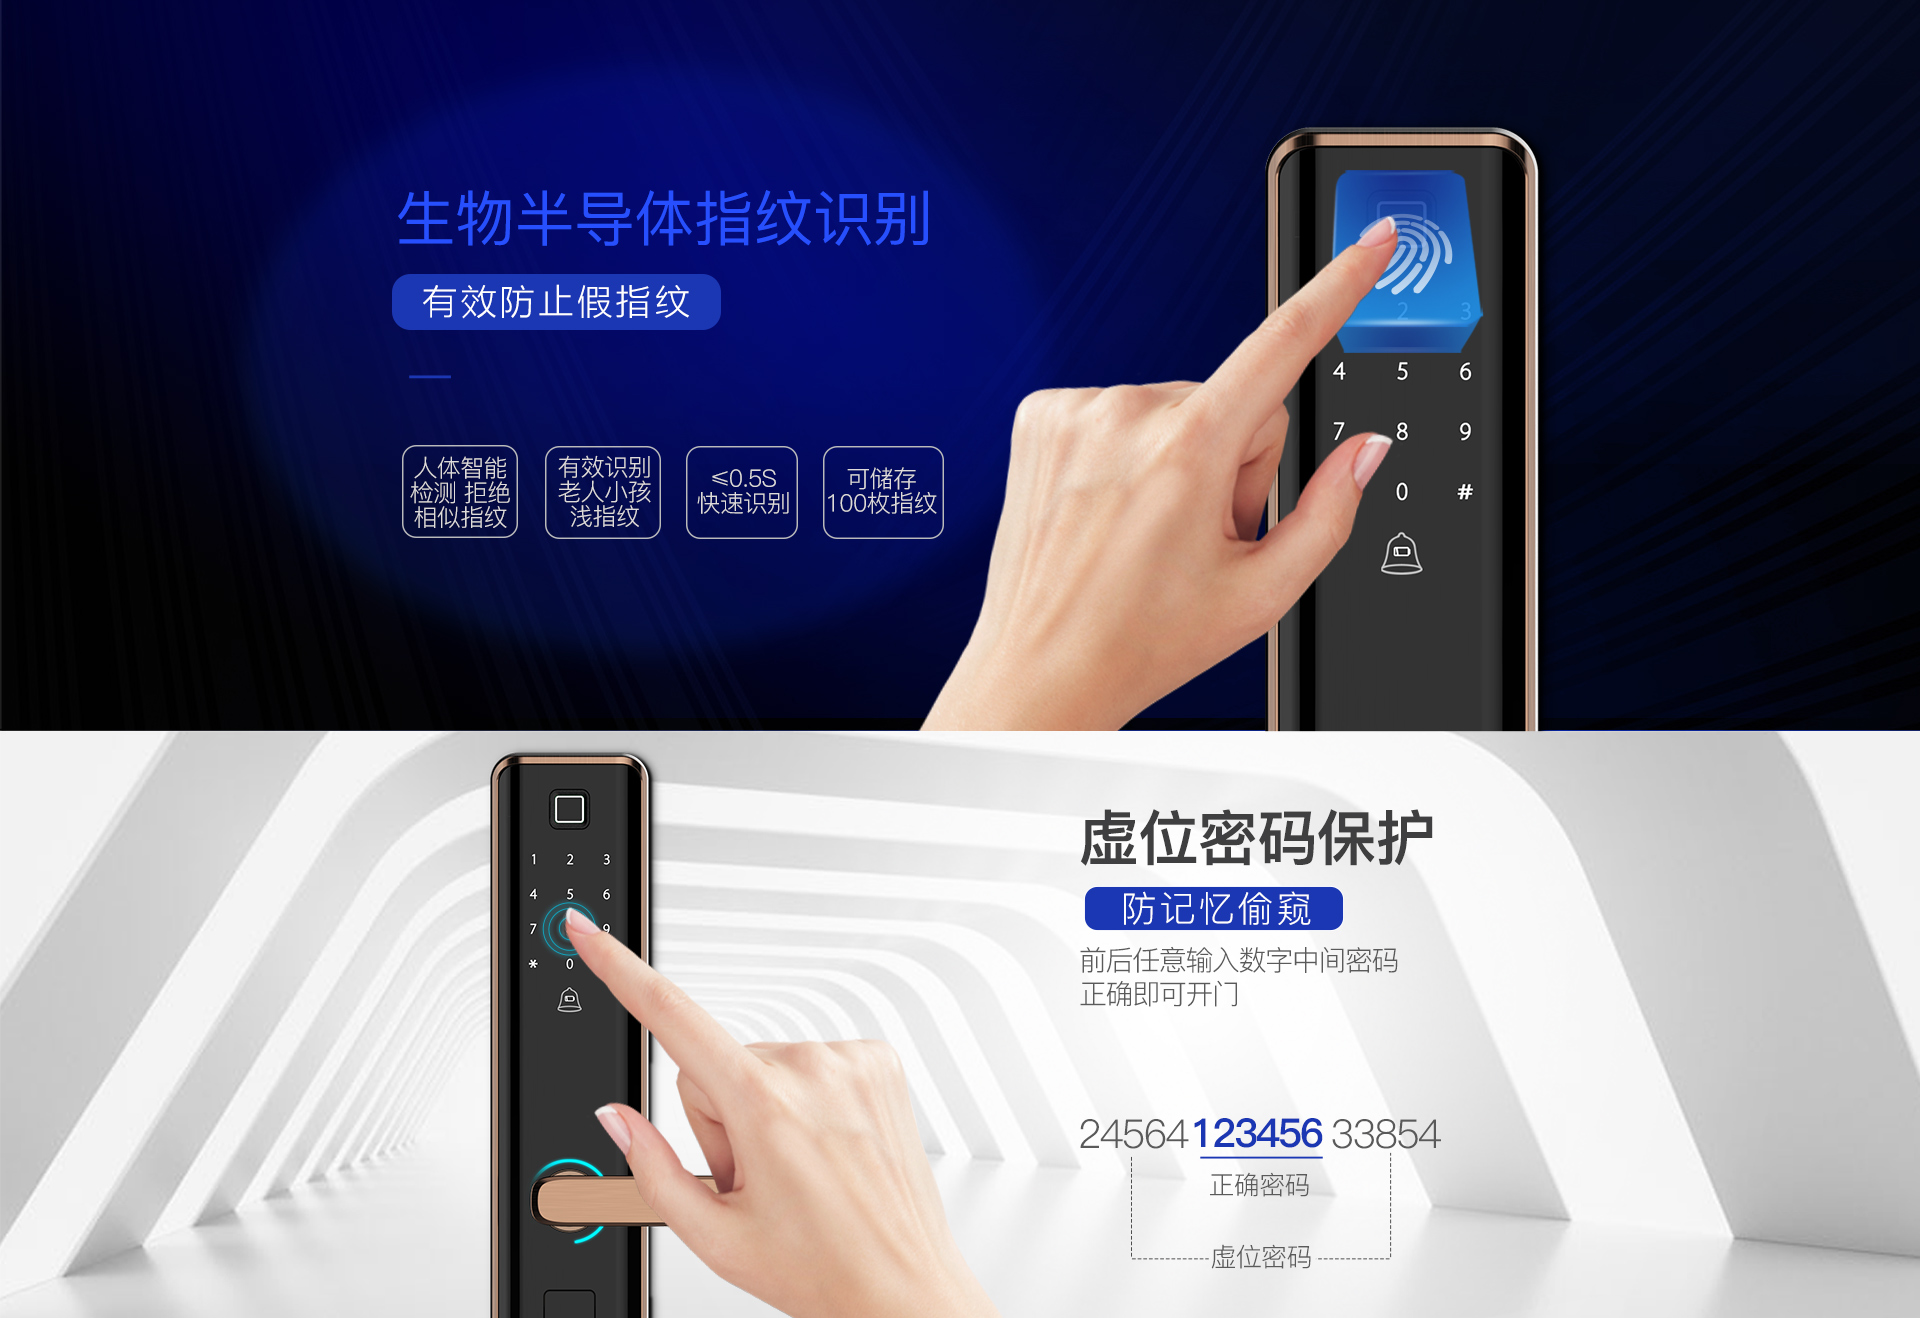 生物半导体指纹识别
有效防止假指纹
人体智能
检测 拒绝
相似指纹
有效识别
老人小孩
浅指纹
≤0.5S
快速识别
可储存
100枚指纹
2 3
4 5 6
7 8 9
0 #
1 2 3
4 5 6
7 9
* 0
虚位密码保护
防记忆偷窥
前后任意输入数字中间密码
正确即可开门
24564 123456 33854
正确密码
虚位密码